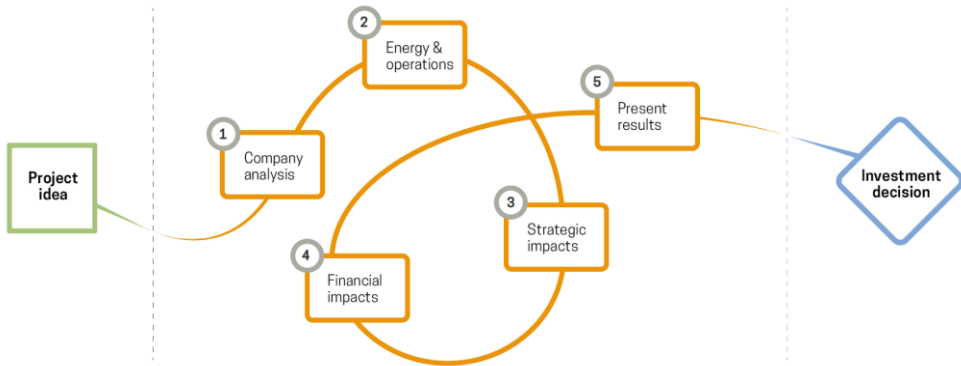 Project
idea
1
Company
analysis
2
Energy &
operations
3
Strategic
impacts
4
Financial
impacts
5
Present
results
Investment
decision